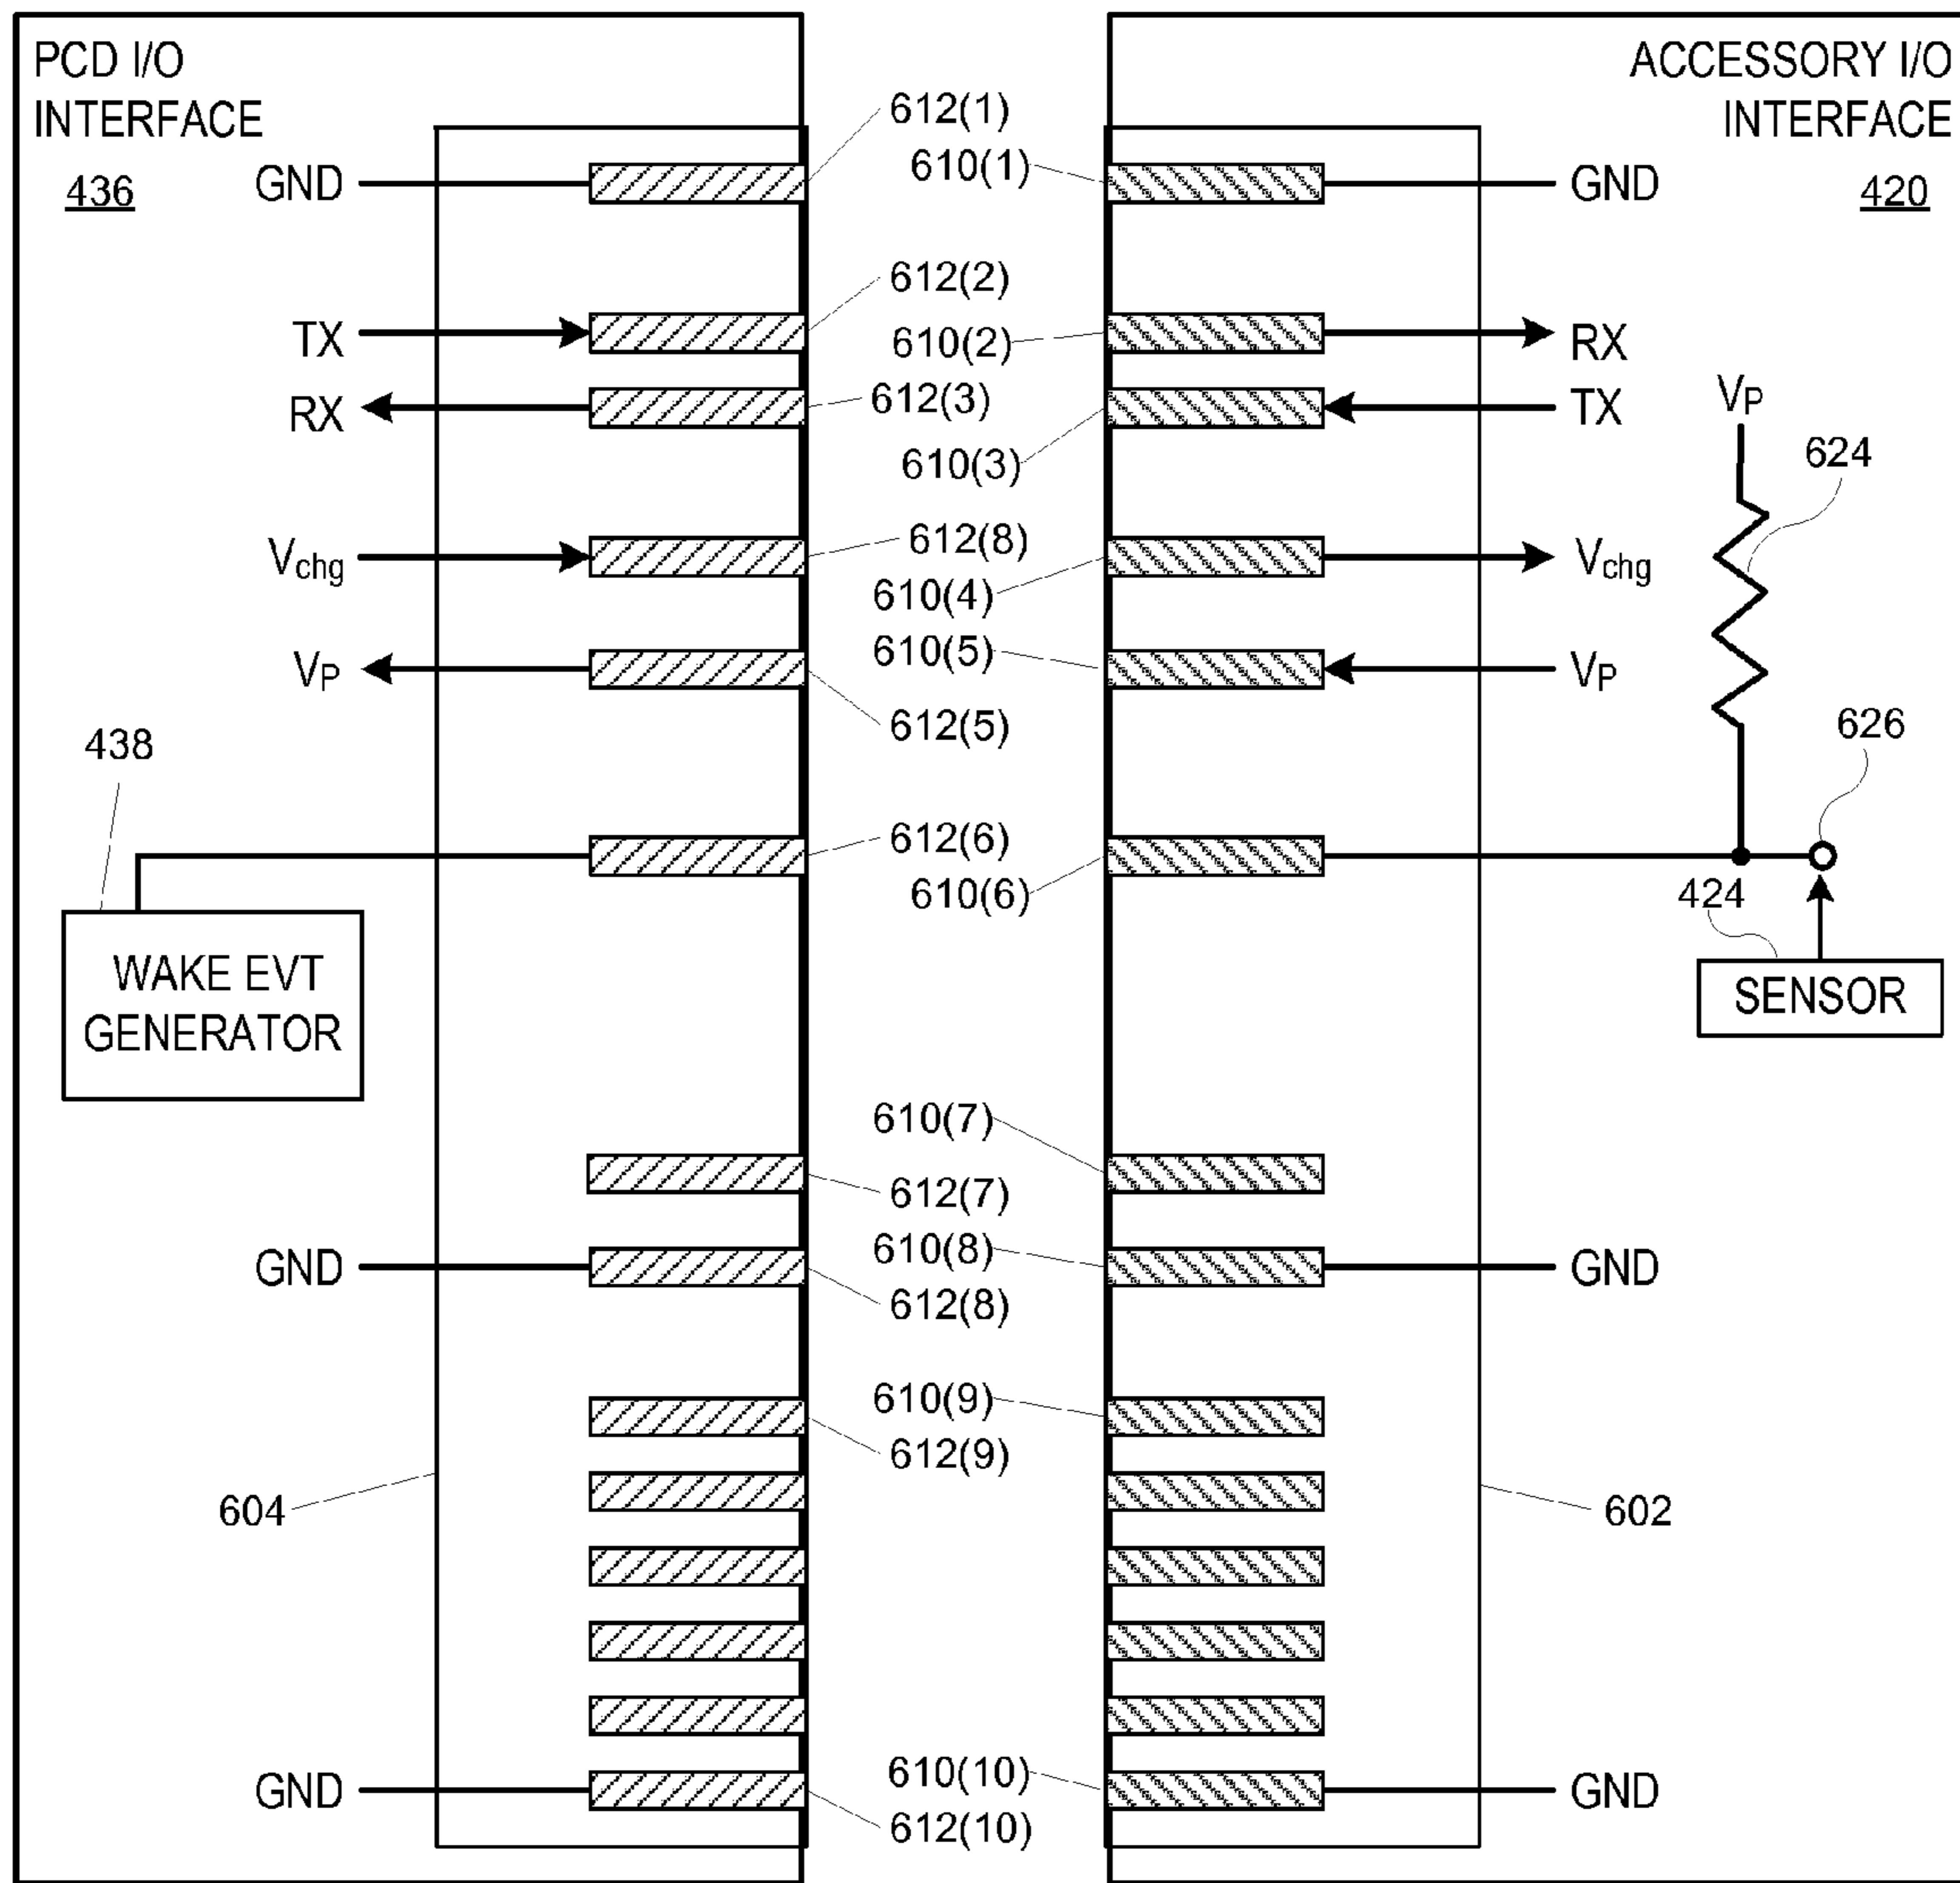 PCD I/O
INTERFACE
436
ACCESSORY I/O
INTERFACE
420
612(1)
610(1)
GND
GND
612(2)
610(2)
TX
RX
612(3)
610(3)
RX
TX
VP
624
612(8)
610(4)
Vchg
Vchg
610(5)
612(5)
VP
VP
438
626
612(6)
610(6)
424
WAKE EVT
GENERATOR
SENSOR
610(7)
612(7)
610(8)
612(8)
GND
GND
610(9)
612(9)
604
602
610(10)
612(10)
GND
GND